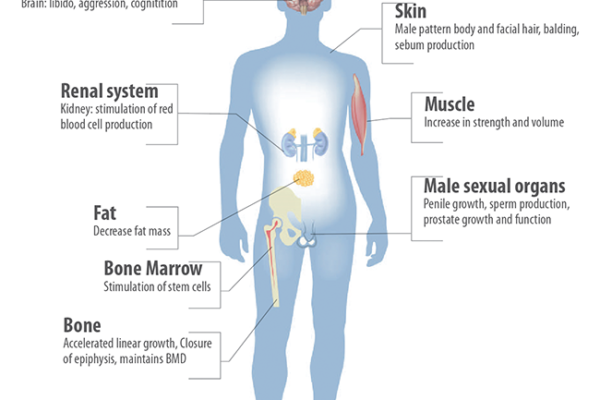 Brain: libido, aggression, cognitition
Skin
Male pattern body and facial hair, balding,
sebum production
Renal system
Kidney: stimulation of red
blood cell production
Muscle
Increase in strength and volume
Male sexual organs
Penile growth, sperm production,
prostate growth and function
Fat
Decrease fat mass
Bone Marrow
Stimulation of stem cells
Bone
Accelerated linear growth, Closure
of epiphysis, maintains BMD